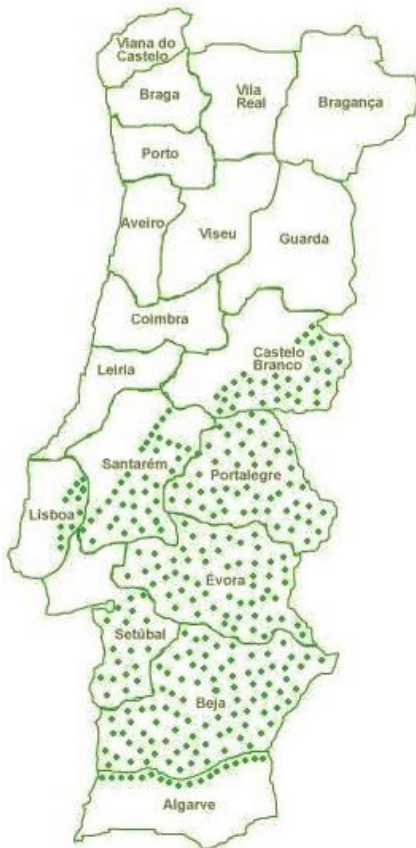 Viana do
Castelo
Braga
Vila
Real
Bragança
Porto
Aveiro
Viseu
Guarda
Coimbra
Leiria
Castelo
Branco
Santarém
Portalegre
Lisboa
Évora
Setúbal
Beja
Algarve